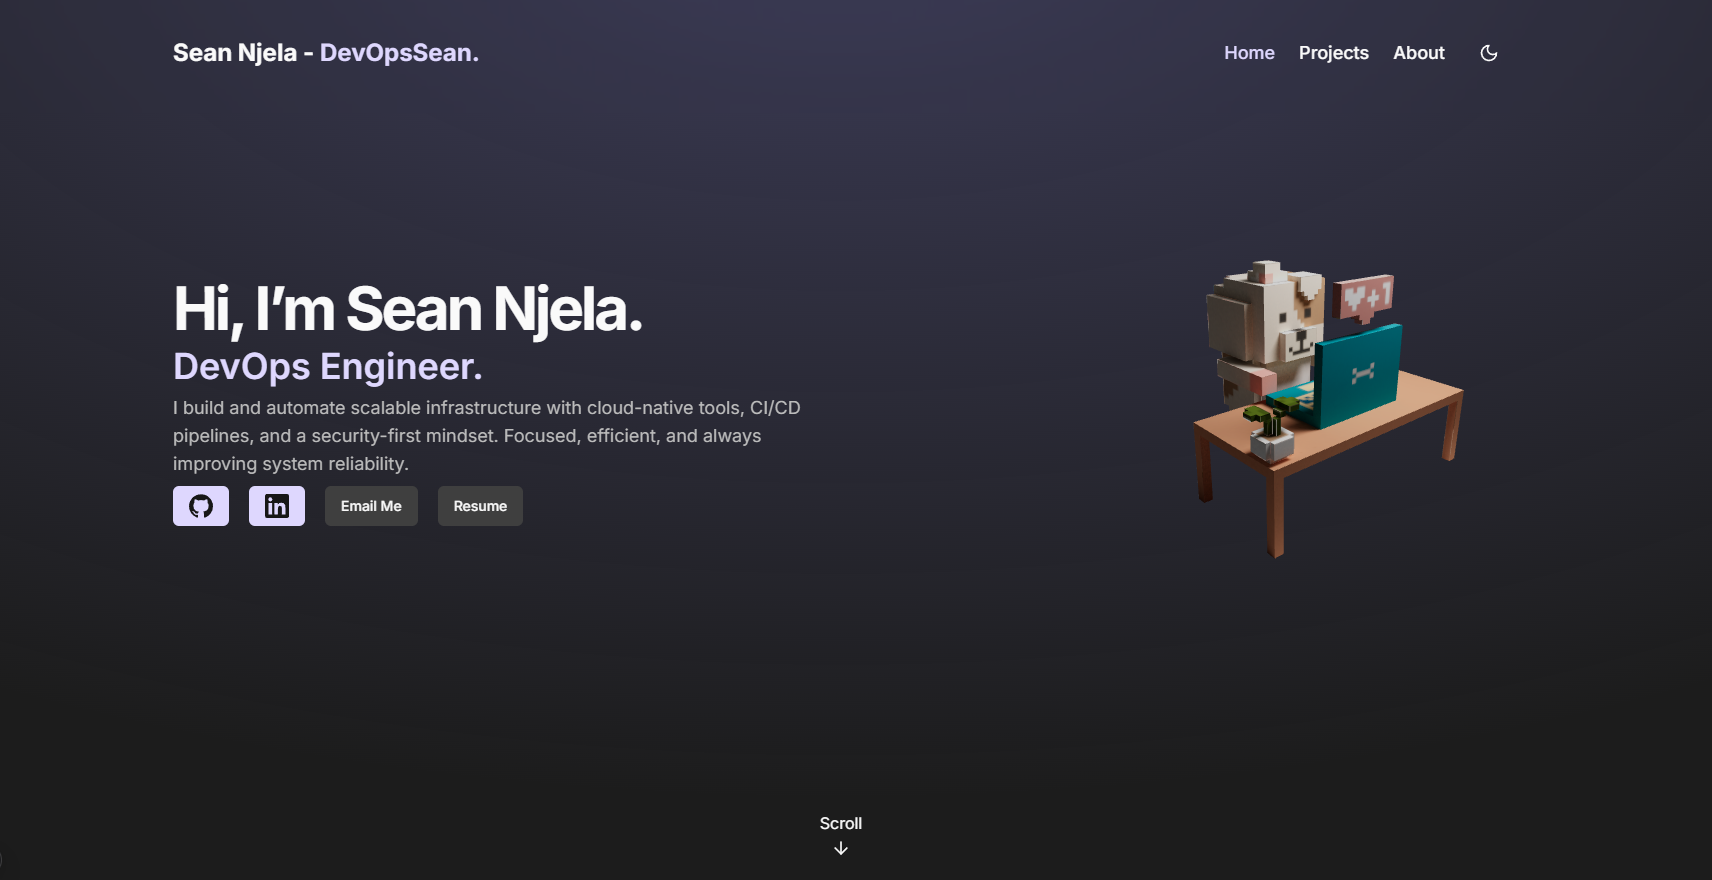 Sean Njela - DevOpsSean.
Home Projects About
Hi, I’m Sean Njela.
DevOps Engineer.
I build and automate scalable infrastructure with cloud-native tools, CI/CD
pipelines, and a security-first mindset. Focused, efficient, and always
improving system reliability.
in
Email Me
Resume
+1
Scroll